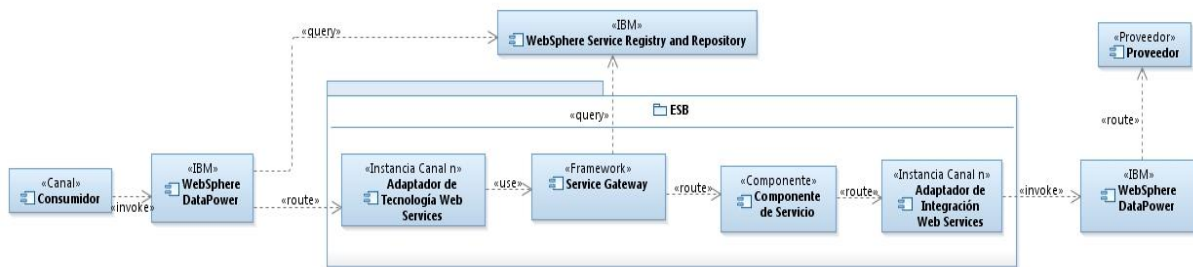 «IBM»
WebSphere Service Registry and Repository
«Proveedor»
Proveedor
«query»
ESB
«query»
«route»
«Canal»
Consumidor
«invoke»
«IBM»
WebSphere
DataPower
«route»
«Instancia Canal n»
Adaptador de
Tecnología Web
Services
«use»
«Framework»
Service Gateway
«route»
«Componente»
Componente
de Servicio
«route»
«Instancia Canal n»
Adaptador de
Integración
Web Services
«invoke»
«IBM»
WebSphere
DataPower